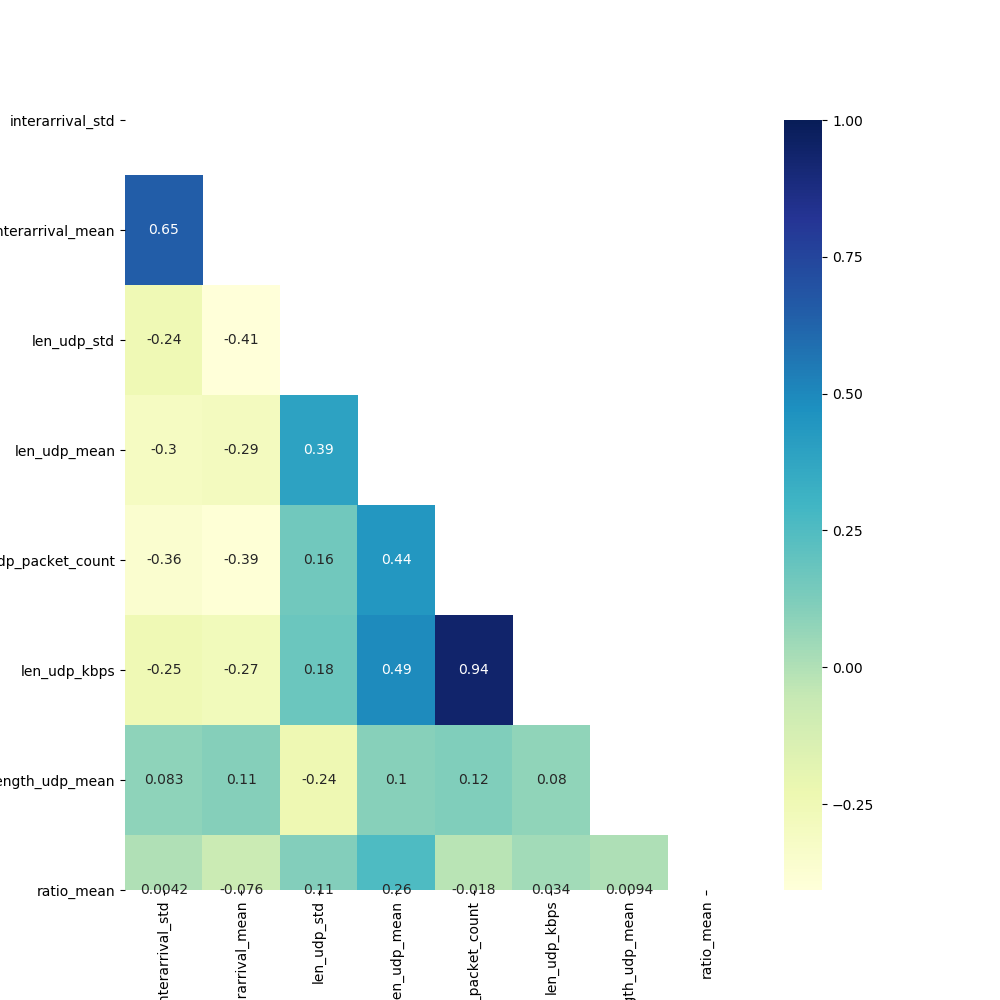 interarrival_std
1.00
nterarrival_mean
0.65
0.75
len_udp_std
-0.24 -0.41
0.50
len_udp_mean
-0.3 -0.29 0.39
dp_packet_count
-0.36 -0.39 0.16 0.44
0.25
len_udp_kbps
-0.25 -0.27 0.18 0.49 0.94
0.00
ength_udp_mean
0.083 0.11 -0.24 0.1 0.12 0.08
−0.25
ratio_mean
0.0042 -0.076 0.11 0.26 -0.018 0.034 0.0094
nterarrival_std
rarrival_mean
len_udp_std
en_udp_mean
_packet_count
len_udp_kbps
gth_udp_mean
ratio_mean